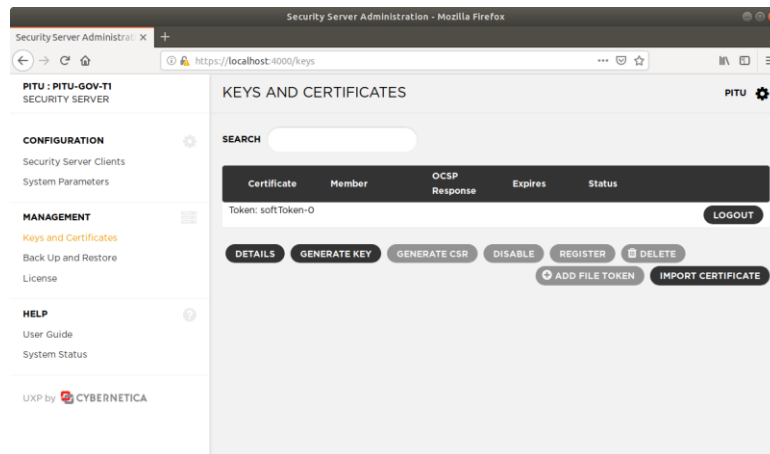 Security Server Administration - Mozilla Firefox
Security Server Administrat
https://localhost:4000/keys
PITU : PITU-GOV-T1
SECURITY SERVER
KEYS AND CERTIFICATES
PITU
CONFIGURATION
Security Server Clients
System Parameters
MANAGEMENT
Keys and Certificates
Back Up and Restore
License
HELP
User Guide
System Status
UXP by CYBERNETICA
SEARCH
Certificate Member OCSP Response Expires Status
Token: softToken-0
LOGOUT
DETAILS GENERATE KEY GENERATE CSR DISABLE REGISTER DELETE
ADD FILE TOKEN IMPORT CERTIFICATE